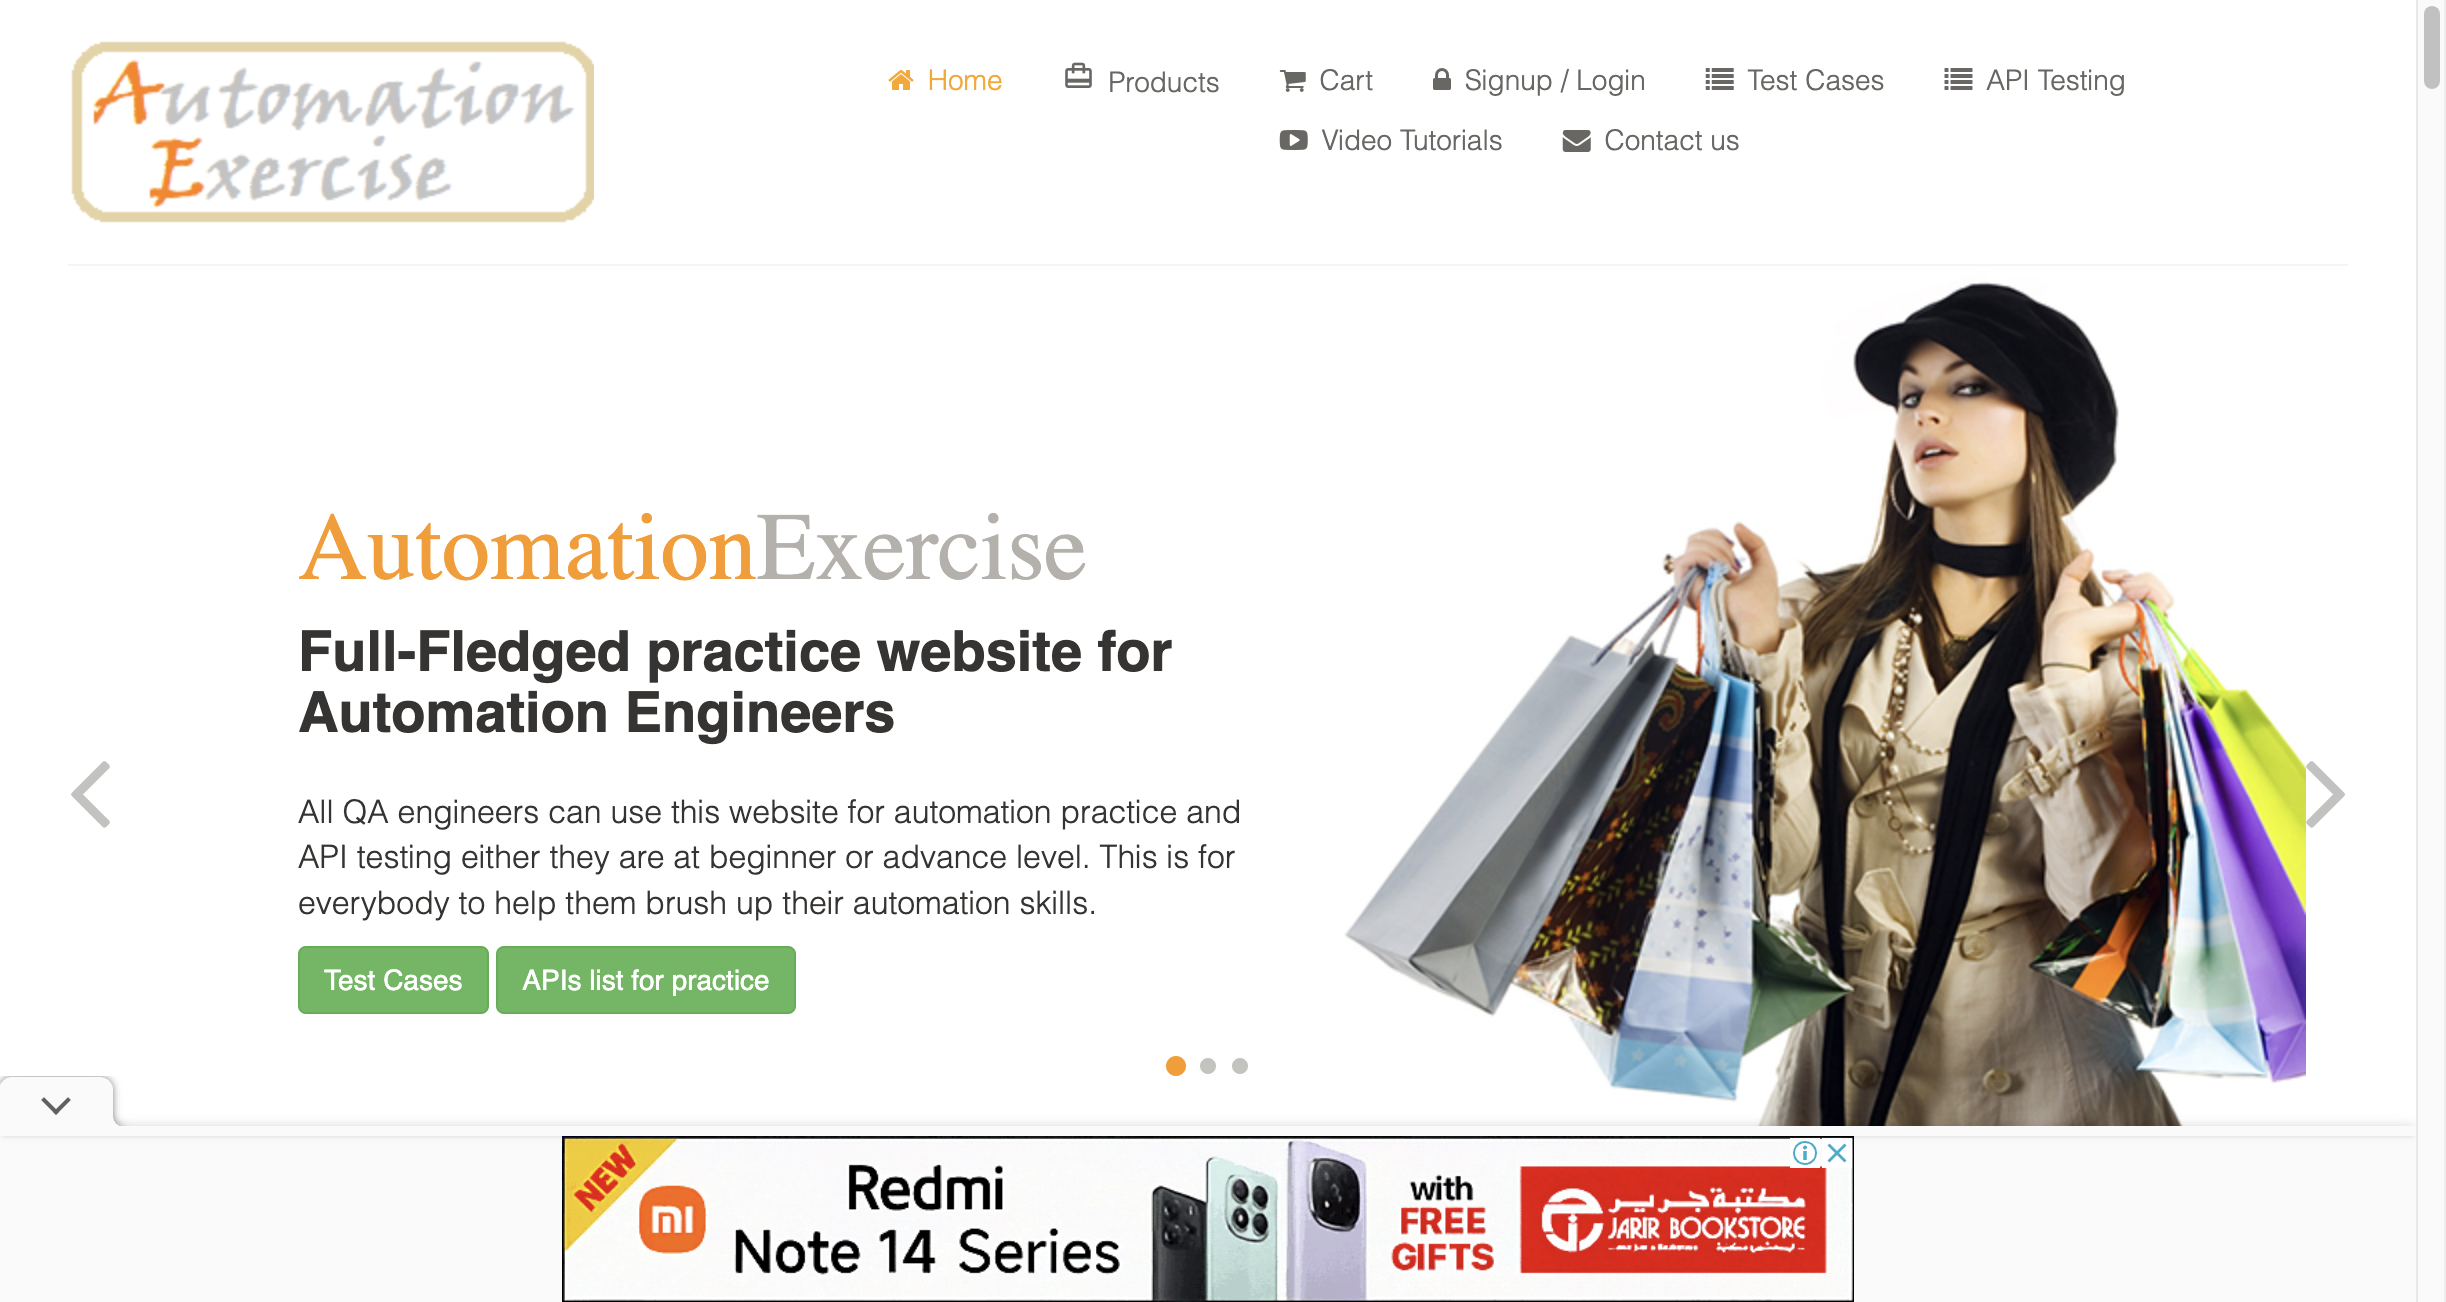 Automation
Exercise
Home
Products
Cart
Signup / Login
Test Cases
API Testing
Video Tutorials
Contact us
AutomationExercise
Full-Fledged practice website for
Automation Engineers
All QA engineers can use this website for automation practice and
API testing either they are at beginner or advance level. This is for
everybody to help them brush up their automation skills.
Test Cases
APIs list for practice
NEW
mi
Redmi
Note 14 Series
with
FREE
GIFTS
مكتبة جرير
JARIR BOOKSTORE